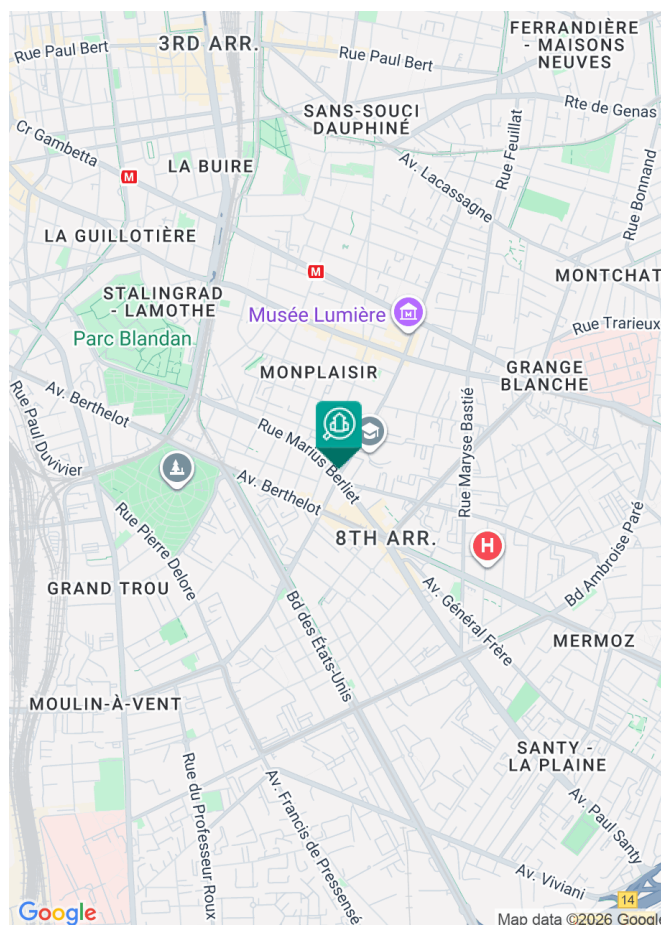 FERRANDIÈRE
- MAISONS
NEUVES
3RD ARR.
Rue Paul Bert
Rue Paul Bert
Rte de Genas
SANS-SOUCI
DAUPHINÉ
Cr Gambetta
Rue Feuillat
LA BUIRE
M
Av. Lacassagne
Rue Bonnand
LA GUILLOTIÈRE
M
MONTCHAT
STALINGRAD
- LAMOTHE
Musée Lumière
M
Rue Trarieux
Parc Blandan
MONPLAISIR
GRANGE
BLANCHE
Av. Berthelot
Rue Paul Duvivier
Rue Marius Berliet
Rue Maryse Bastié
Av. Berthelot
Rue Pierre Delore
8TH ARR.
H
Bd Ambroise Paré
GRAND TROU
Bd des États-Unis
Av. Général Frère
MERMOZ
MOULIN-À-VENT
SANTY -
LA PLAINE
Rue du Professeur Roux
Av. Francis de Pressensé
Av. Paul Santy
Av. Viviani
14
Google
Map data ©2026 Google